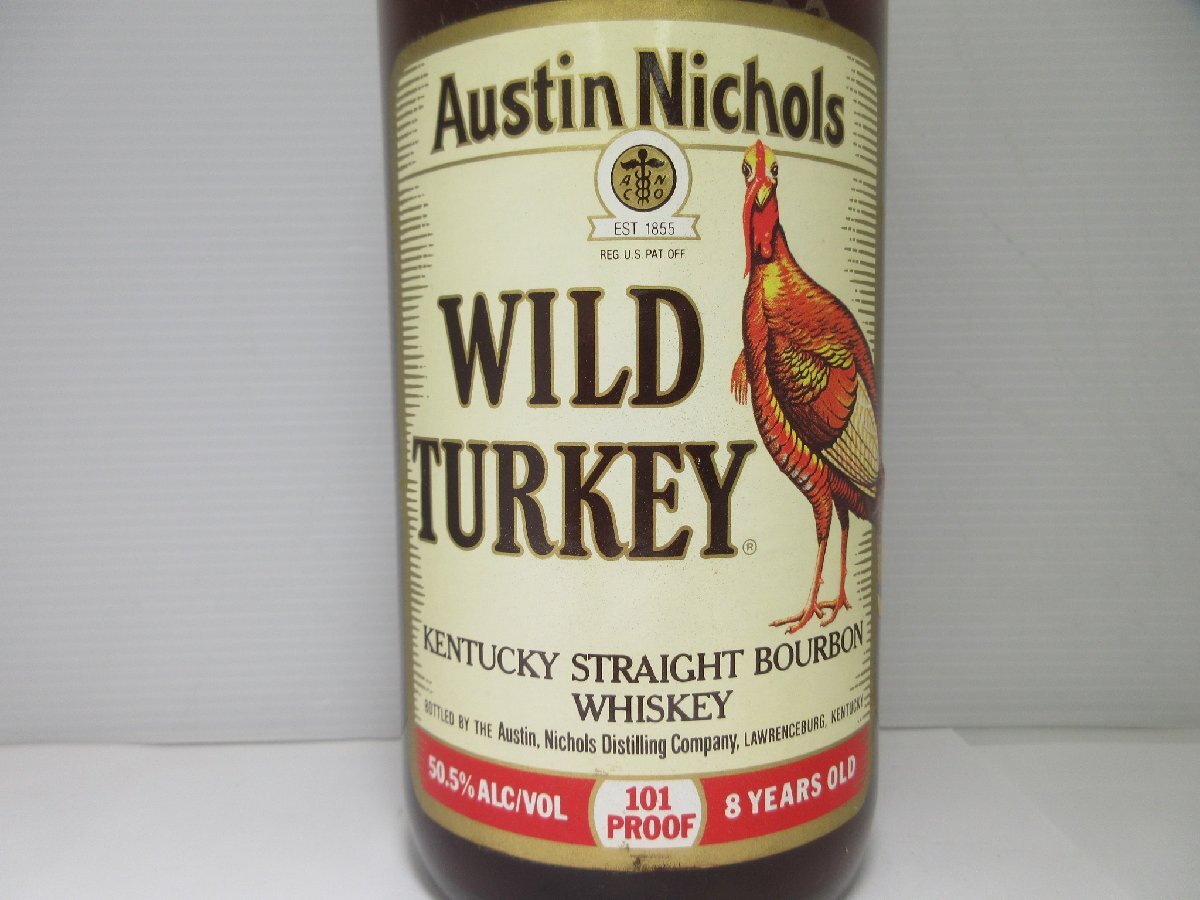 Austin Nichols
A N
C O
EST 1855
REG U.S. PAT OFF
WILD
TURKEY®
KENTUCKY STRAIGHT BOURBON
WHISKEY
BOTTLED BY THE Austin, Nichols Distilling Company, LAWRENCEBURG, KENTUCKY
50.5% ALC/VOL
101
PROOF
8 YEARS OLD